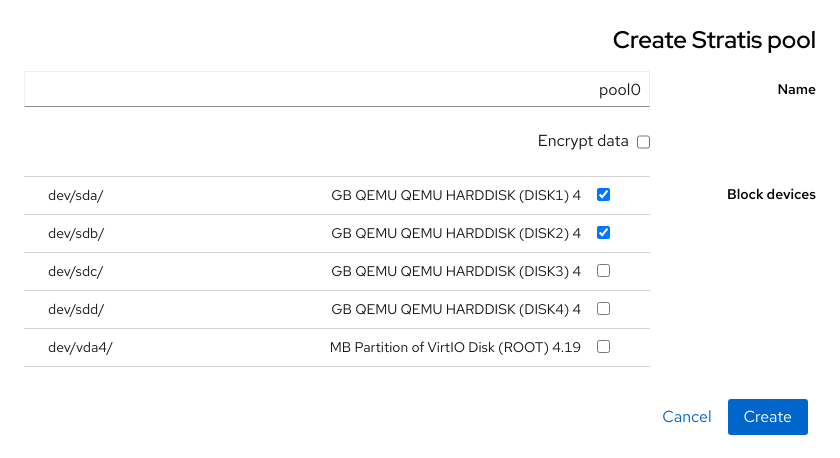 Create Stratis pool
Name
pool0
Encrypt data
Block devices
GB QEMU QEMU HARDDISK (DISK1) 4
dev/sda/
GB QEMU QEMU HARDDISK (DISK2) 4
dev/sdb/
GB QEMU QEMU HARDDISK (DISK3) 4
dev/sdc/
GB QEMU QEMU HARDDISK (DISK4) 4
dev/sdd/
MB Partition of VirtIO Disk (ROOT) 4.19
dev/vda4/
Create
Cancel